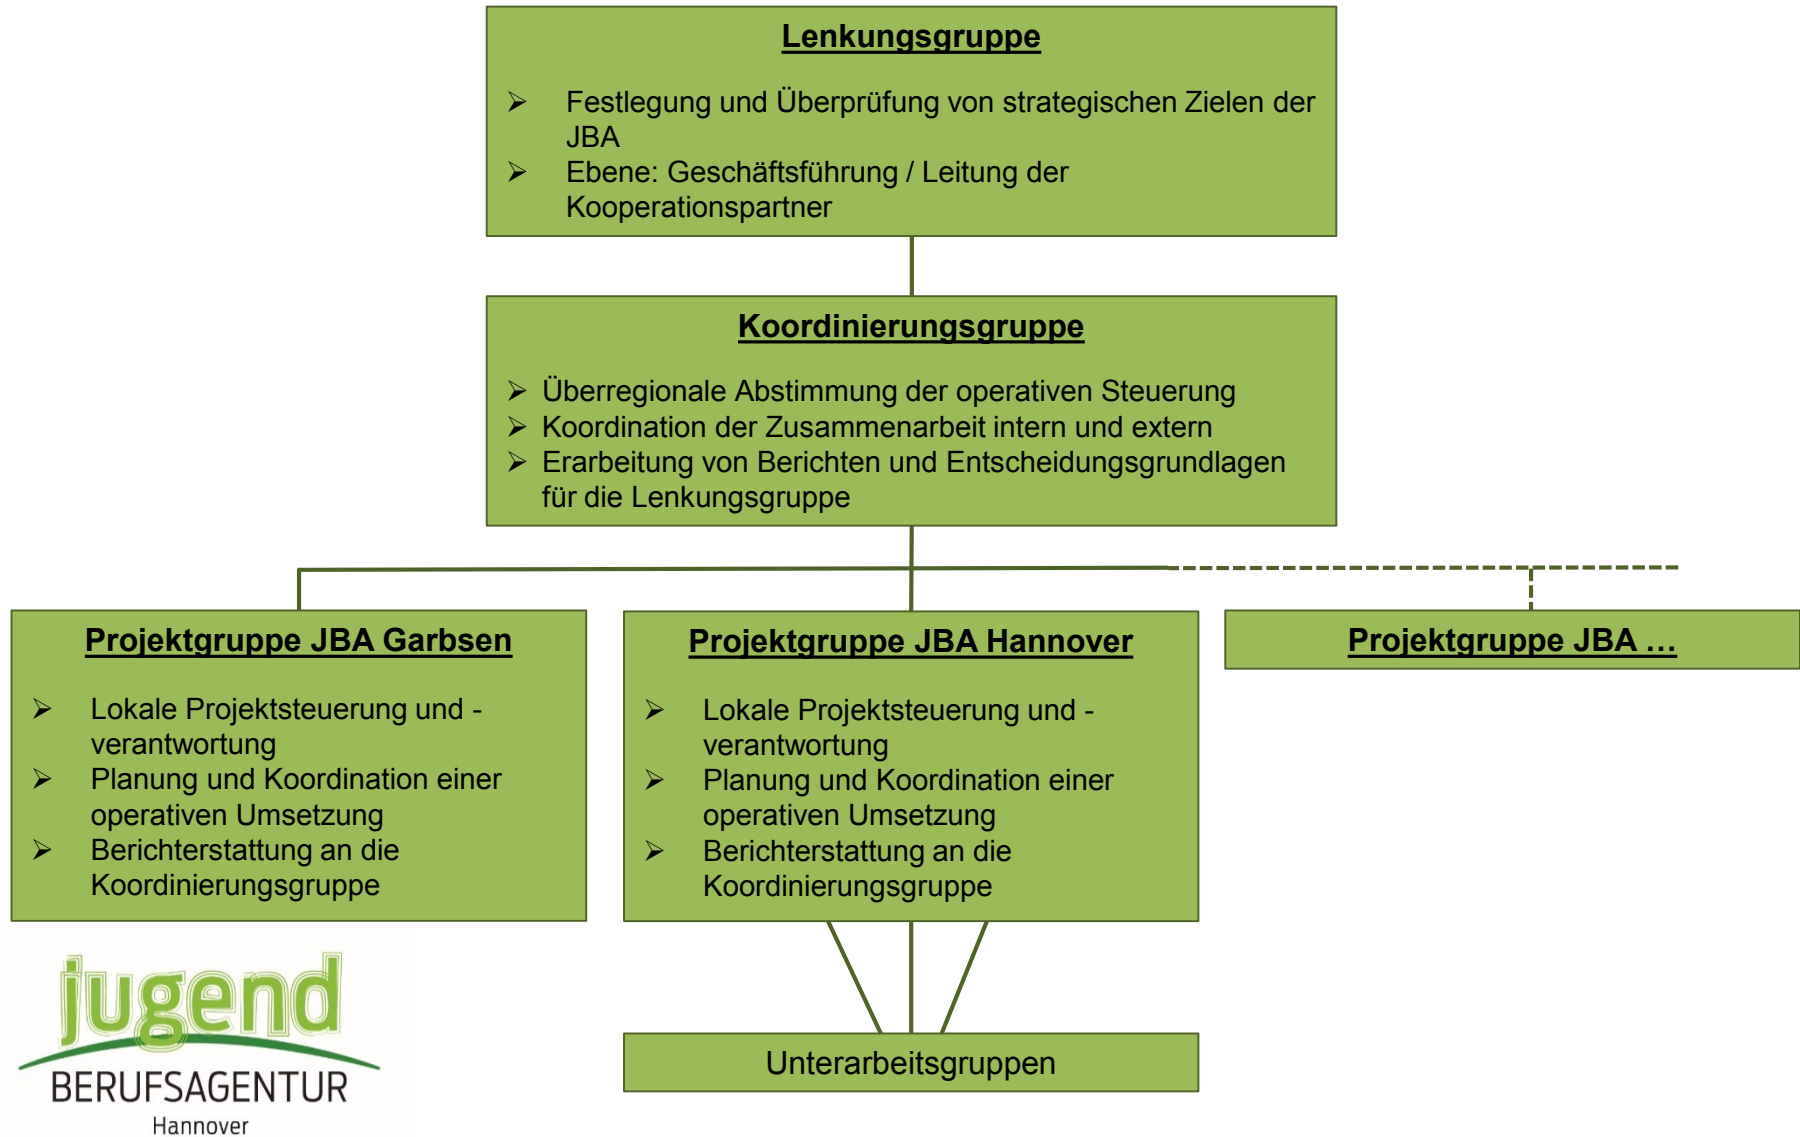 Lenkungsgruppe
➢ Festlegung und Überprüfung von strategischen Zielen der
JBA
➢ Ebene: Geschäftsführung / Leitung der
Kooperationspartner
Koordinierungsgruppe
➢ Überregionale Abstimmung der operativen Steuerung
➢ Koordination der Zusammenarbeit intern und extern
➢ Erarbeitung von Berichten und Entscheidungsgrundlagen
für die Lenkungsgruppe
Projektgruppe JBA Garbsen
➢ Lokale Projektsteuerung und -
verantwortung
➢ Planung und Koordination einer
operativen Umsetzung
➢ Berichterstattung an die
Koordinierungsgruppe
Projektgruppe JBA Hannover
➢ Lokale Projektsteuerung und -
verantwortung
➢ Planung und Koordination einer
operativen Umsetzung
➢ Berichterstattung an die
Koordinierungsgruppe
Projektgruppe JBA …
Unterarbeitsgruppen
jugend
BERUFSAGENTUR
Hannover